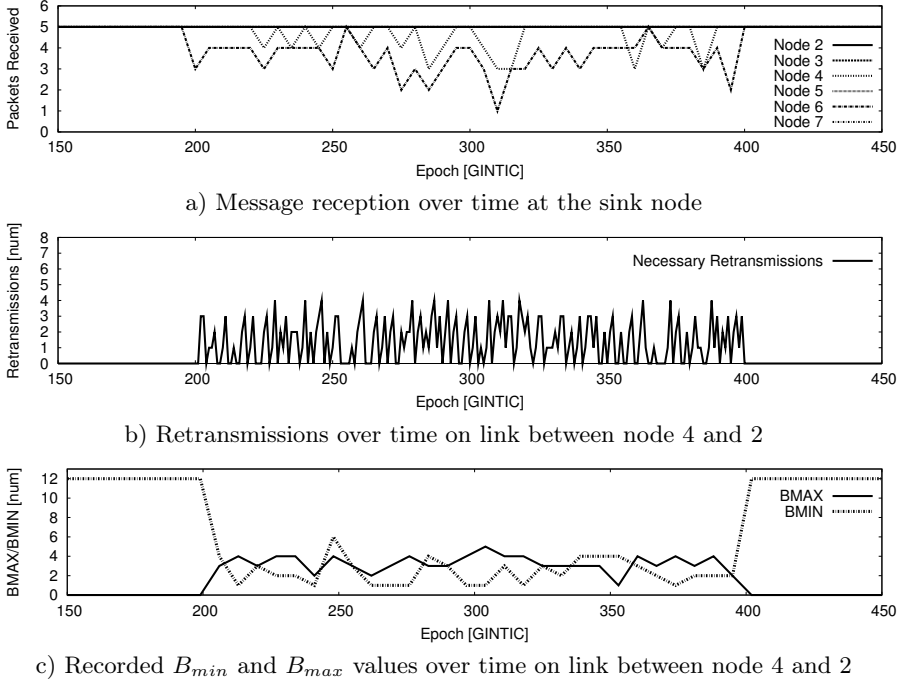 Packets Received
6
5
4
3
2
1
0
Node 2
Node 3
Node 4
Node 5
Node 6
Node 7
150 200 250 300 350 400 450
Epoch [GINTIC]
a) Message reception over time at the sink node
Retransmissions [num]
8
7
6
5
4
3
2
1
0
Necessary Retransmissions
150 200 250 300 350 400 450
Epoch [GINTIC]
b) Retransmissions over time on link between node 4 and 2
BMAX/BMIN [num]
12
10
8
6
4
2
0
BMAX
BMIN
150 200 250 300 350 400 450
Epoch [GINTIC]
c) Recorded B_{min} and B_{max} values over time on link between node 4 and 2